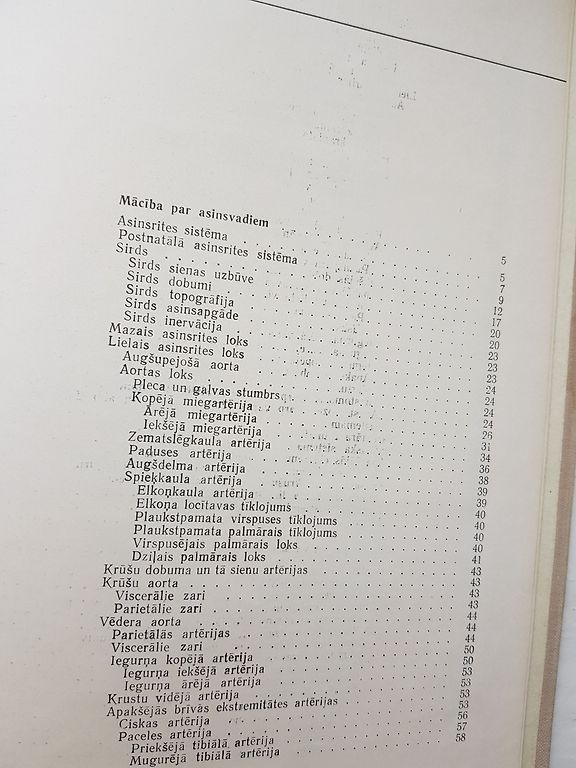 Mācība par asinsvadiem
Asinsrites sistēma . . . 5
Postnatālā asinsrites sistēma . . . 5
Sirds . . . 7
Sirds sienas uzbūve . . . 9
Sirds dobumi . . . 12
Sirds topogrāfija . . . 17
Sirds asinsapgāde . . . 20
Sirds inervācija . . . 20
Mazais asinsrites loks . . . 23
Lielais asinsrites loks . . . 23
Augšupejošā aorta . . . 23
Aortas loks . . . 24
Pleca un galvas stumbrs . . . 24
Kopējā miegartērija . . . 24
Ārējā miegartērija . . . 24
Iekšējā miegartērija . . . 26
Zematslēgkaula artērija . . . 31
Paduses artērija . . . 34
Augšdelma artērija . . . 36
Spieķkaula artērija . . . 38
Elkoņkaula artērija . . . 39
Elkoņa locītavas tīklojums . . . 39
Plaukstpamata virspuses tīklojums . . . 40
Plaukstpamata palmārais tīklojums . . . 40
Virspusējais palmārais loks . . . 40
Dziļais palmārais loks . . . 40
Krūšu dobuma un tā sienu artērijas . . . 41
Krūšu aorta . . . 43
Viscerālie zari . . . 43
Parietālie zari . . . 43
Vēdera aorta . . . 43
Parietālās artērijas . . . 44
Viscerālie zari . . . 44
Iegurņa kopējā artērija . . . 44
Iegurņa iekšējā artērija . . . 50
Iegurņa ārējā artērija . . . 50
Krustu vidējā artērija . . . 53
Apakšējās brīvās ekstremitātes artērijas . . . 53
Ciskas artērija . . . 53
Paceles artērija . . . 53
Priekšējā tibiālā artērija . . . 56
Mugurējā tibiālā artērija . . . 57
58